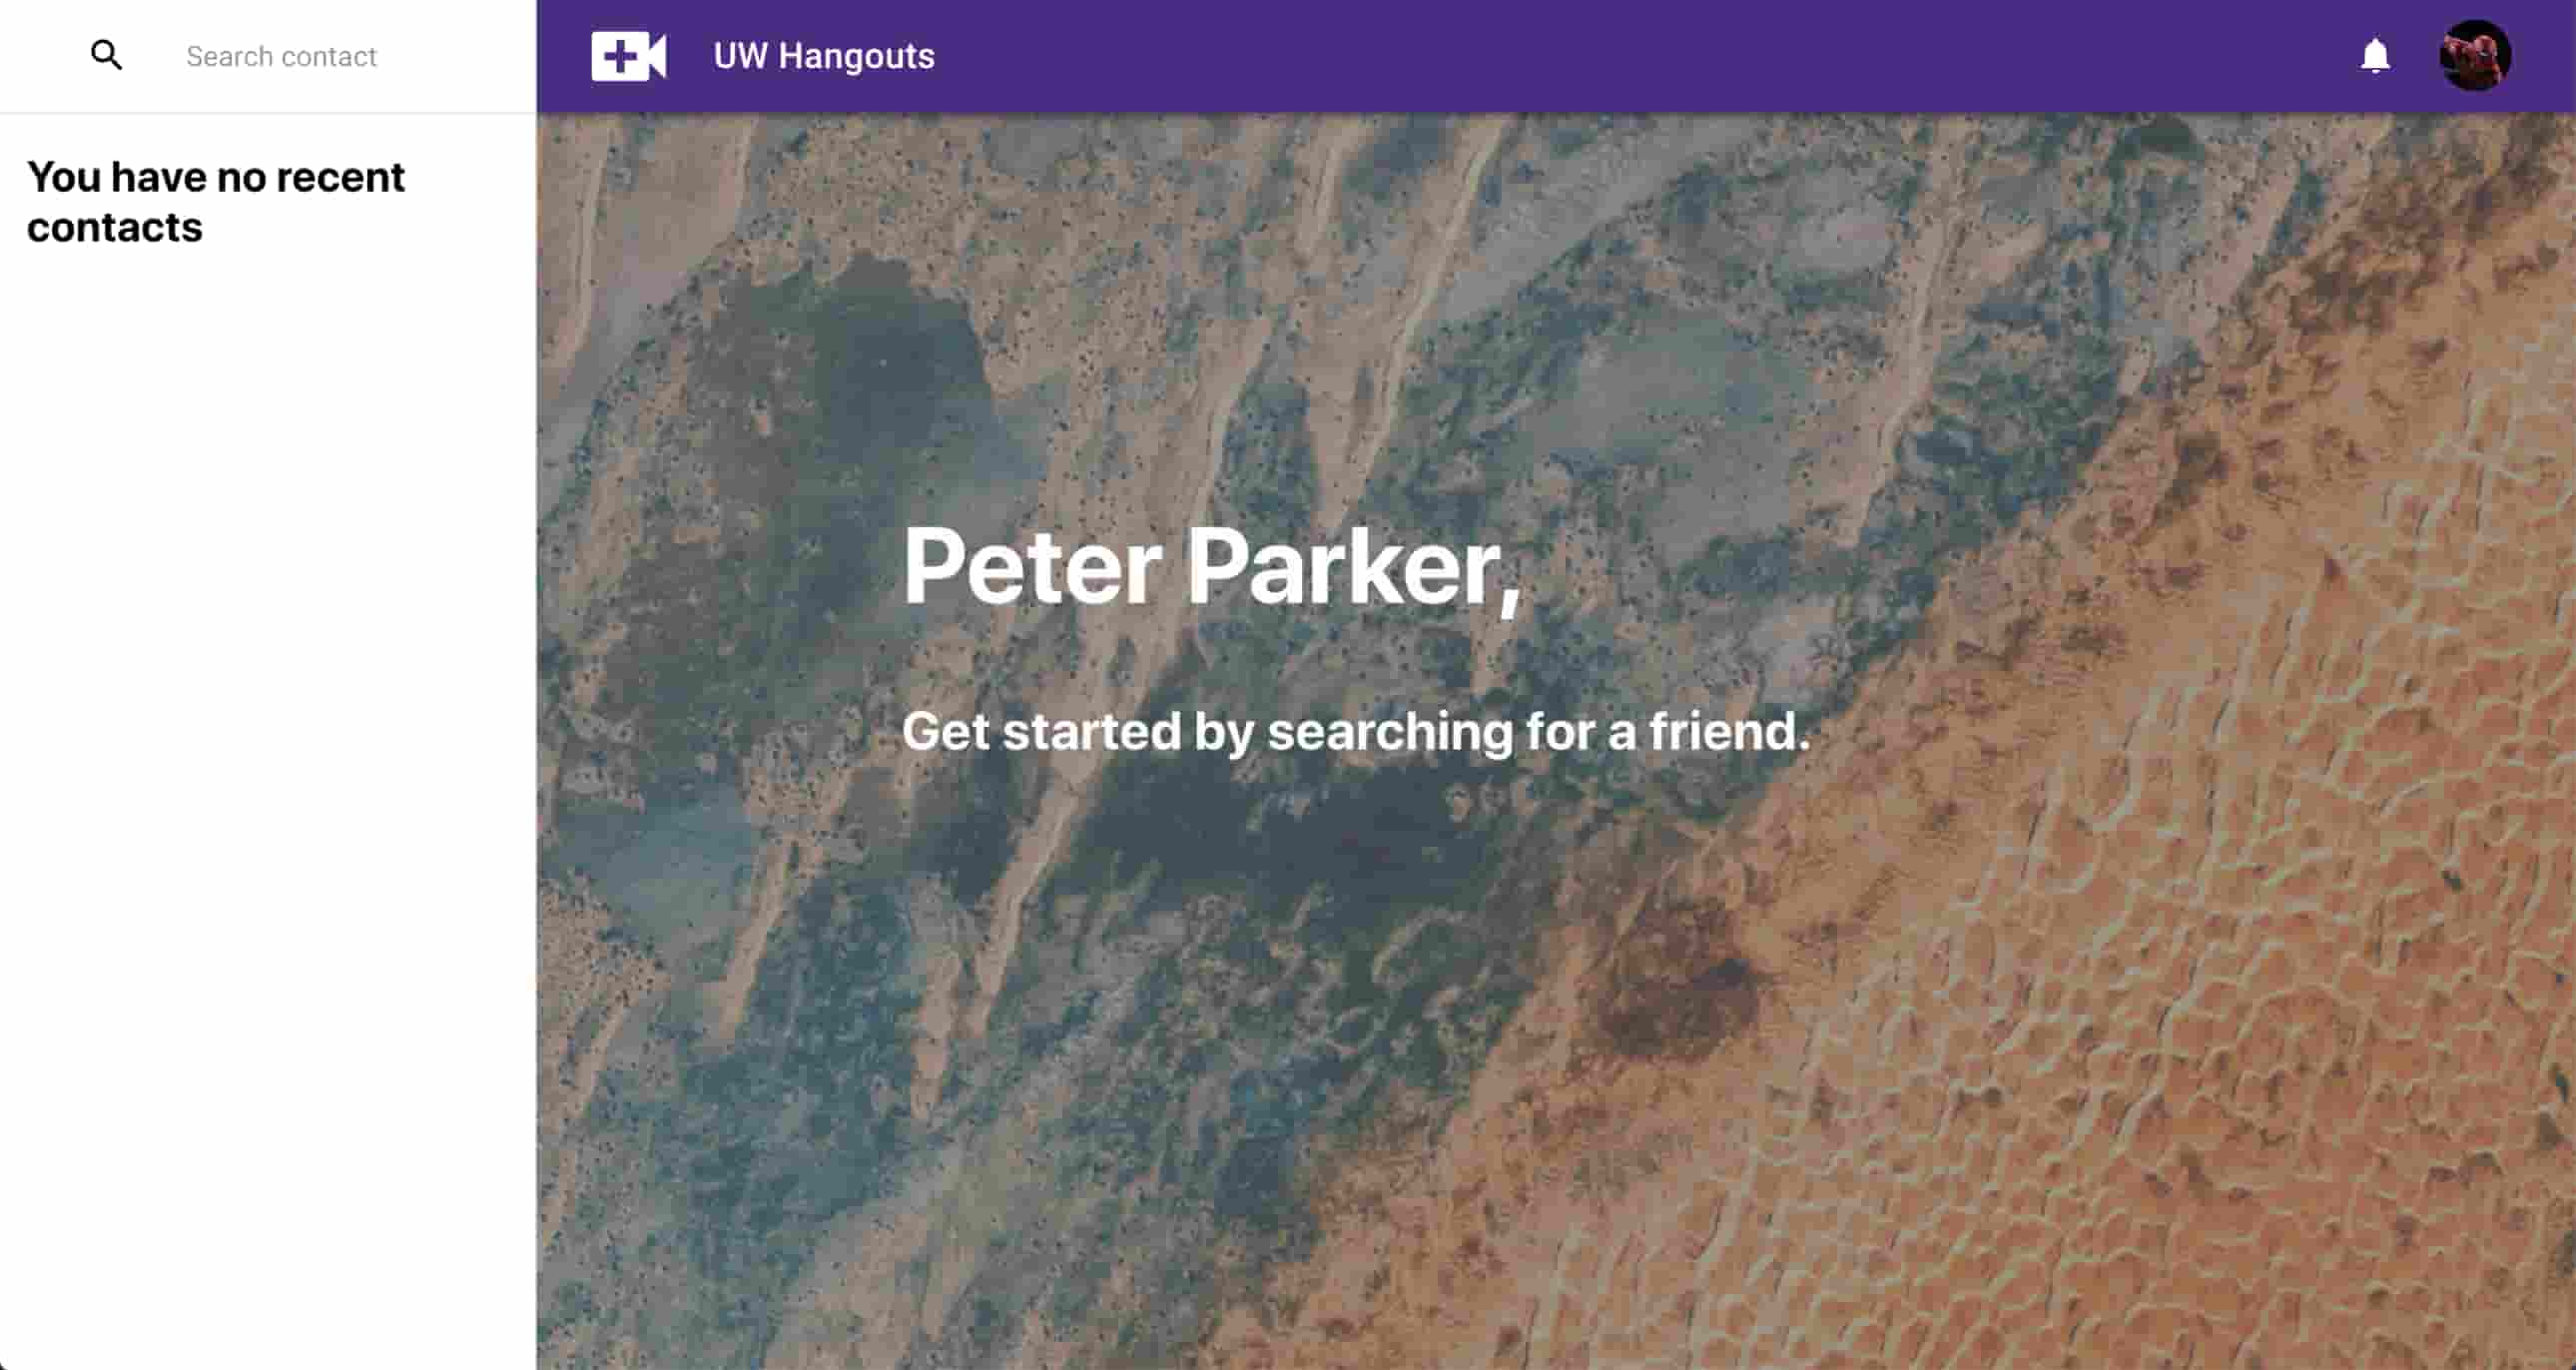 Search contact
UW Hangouts
You have no recent
contacts
Peter Parker,
Get started by searching for a friend.